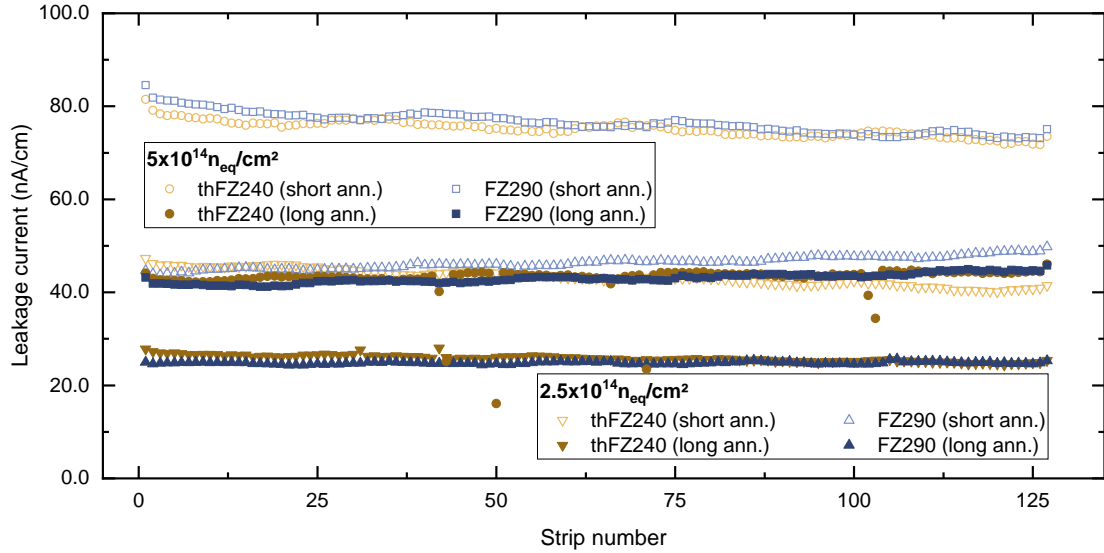 100.0
80.0
60.0
40.0
20.0
0.0
Leakage current (nA/cm)
5x10¹⁴nₑq/cm²
thFZ240 (short ann.) FZ290 (short ann.)
thFZ240 (long ann.) FZ290 (long ann.)
2.5x10¹⁴nₑq/cm²
thFZ240 (short ann.) FZ290 (short ann.)
thFZ240 (long ann.) FZ290 (long ann.)
0 25 50 75 100 125
Strip number